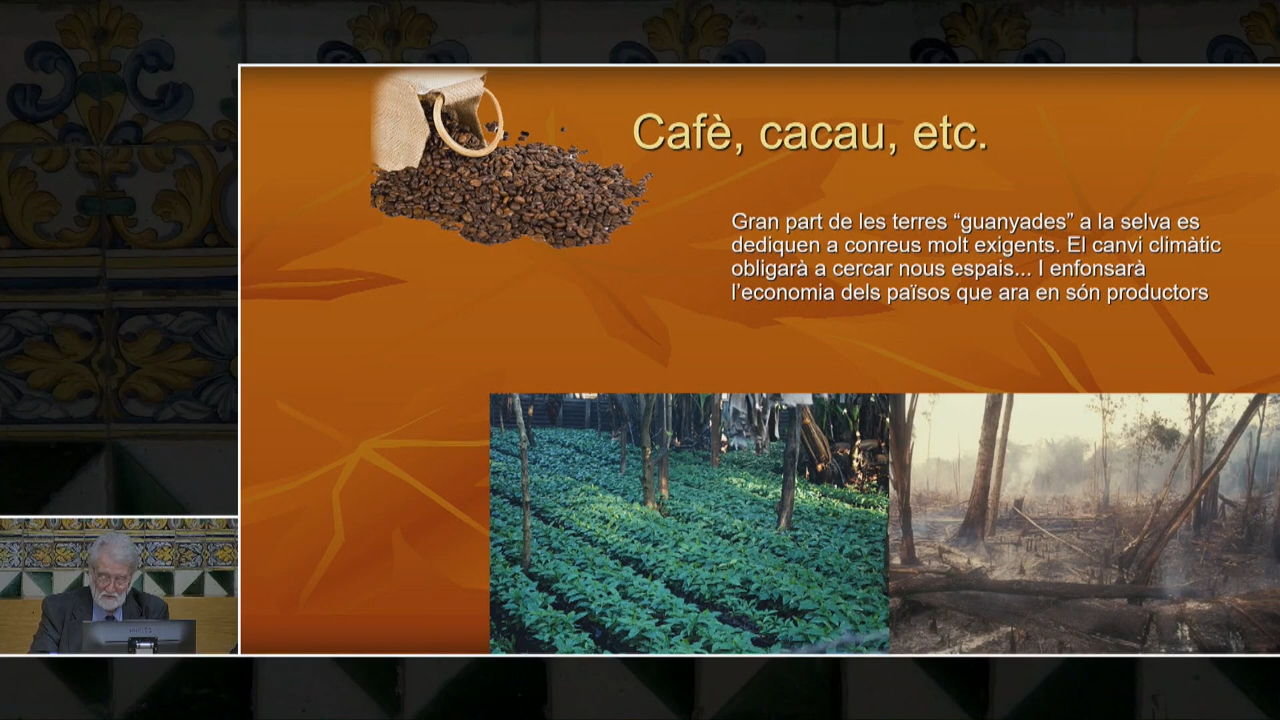 Cafè, cacau, etc.
Gran part de les terres “guanyades” a la selva es
dediquen a conreus molt exigents. El canvi climàtic
obligarà a cercar nous espais... I enfonsarà
l’economia dels països que ara en són productors